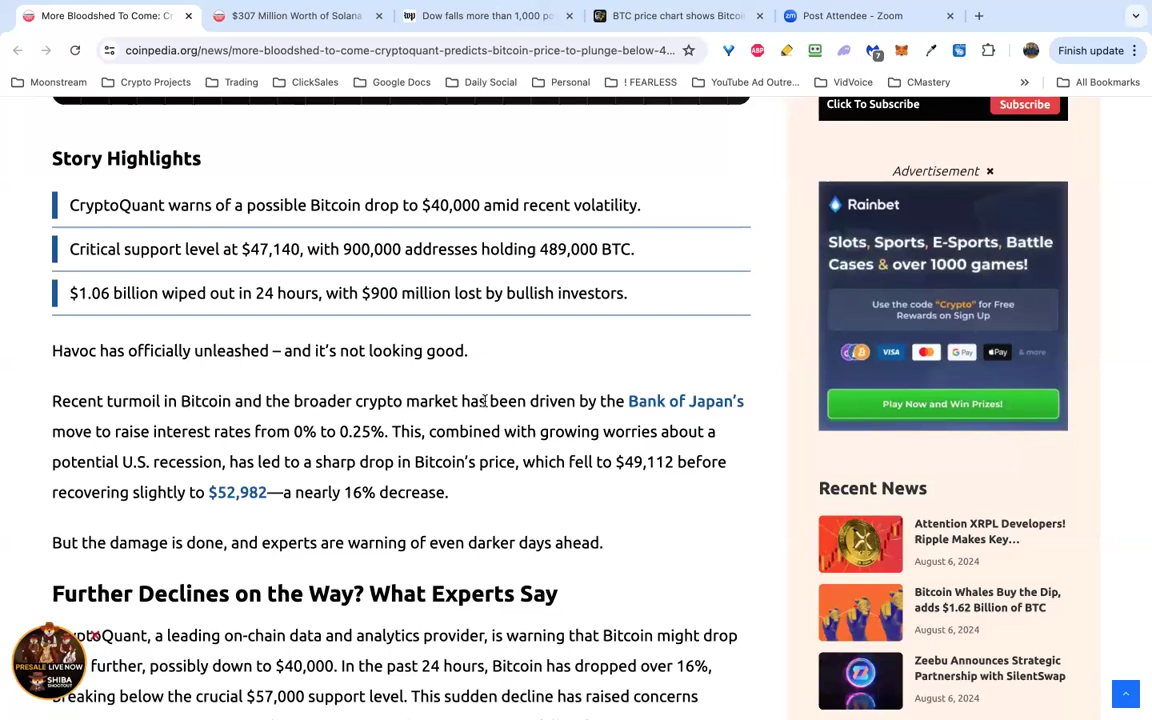 More Bloodshed To Come: Cr
$307 Million Worth of Solana
Dow falls more than 1,000 po
BTC price chart shows Bitcoi
Post Attendee - Zoom
coinpedia.org/news/more-bloodshed-to-come-cryptoquant-predicts-bitcoin-price-to-plunge-below-4...
Finish update
Moonstream
Crypto Projects
Trading
ClickSales
Google Docs
Daily Social
Personal
! FEARLESS
YouTube Ad Outre...
VidVoice
CMastery
All Bookmarks
Click To Subscribe
Subscribe
Story Highlights
CryptoQuant warns of a possible Bitcoin drop to $40,000 amid recent volatility.
Critical support level at $47,140, with 900,000 addresses holding 489,000 BTC.
$1.06 billion wiped out in 24 hours, with $900 million lost by bullish investors.
Havoc has officially unleashed – and it's not looking good.
Recent turmoil in Bitcoin and the broader crypto market has been driven by the Bank of Japan's
move to raise interest rates from 0% to 0.25%. This, combined with growing worries about a
potential U.S. recession, has led to a sharp drop in Bitcoin's price, which fell to $49,112 before
recovering slightly to $52,982—a nearly 16% decrease.
But the damage is done, and experts are warning of even darker days ahead.
Further Declines on the Way? What Experts Say
ptoQuant, a leading on-chain data and analytics provider, is warning that Bitcoin might drop
further, possibly down to $40,000. In the past 24 hours, Bitcoin has dropped over 16%,
breaking below the crucial $57,000 support level. This sudden decline has raised concerns
PRESALE LIVE NOW
SHIBA
SHOOTOUT
Advertisement
Rainbet
Slots, Sports, E-Sports, Battle
Cases & over 1000 games!
Use the code "Crypto" for Free
Rewards on Sign Up
VISA
G Pay
Pay
& more
Play Now and Win Prizes!
Recent News
Attention XRPL Developers!
Ripple Makes Key...
August 6, 2024
Bitcoin Whales Buy the Dip,
adds $1.62 Billion of BTC
August 6, 2024
Zeebu Announces Strategic
Partnership with SilentSwap
August 6, 2024